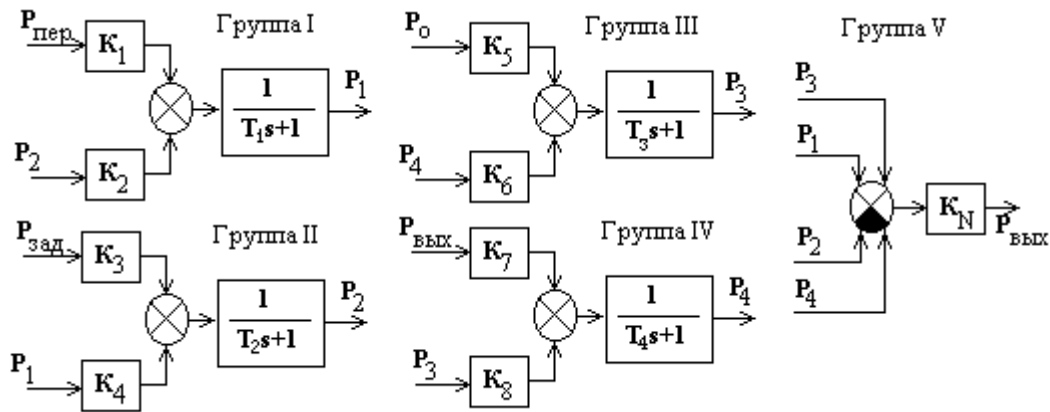 Группа I
Pпер
K1
1
T1s+1
P1
P2
K2
Группа II
Pзад
K3
1
T2s+1
P2
P1
K4
Группа III
Po
K5
1
T3s+1
P3
P4
K6
Группа IV
Pвых
K7
1
T4s+1
P4
P3
K8
Группа V
P3
P1
P2
P4
KN
Pвых